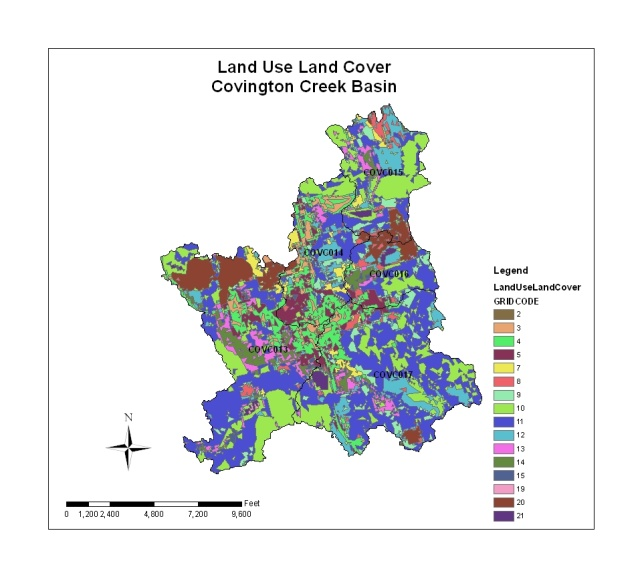 Land Use Land Cover
Covington Creek Basin
COVC015
COVC014
COVC016
COVC013
COVC017
Legend
LandUseLandCover
GRIDCODE
2
3
4
5
7
8
9
10
11
12
13
14
15
19
20
21
N
Feet
0 1,200 2,400 4,800 7,200 9,600